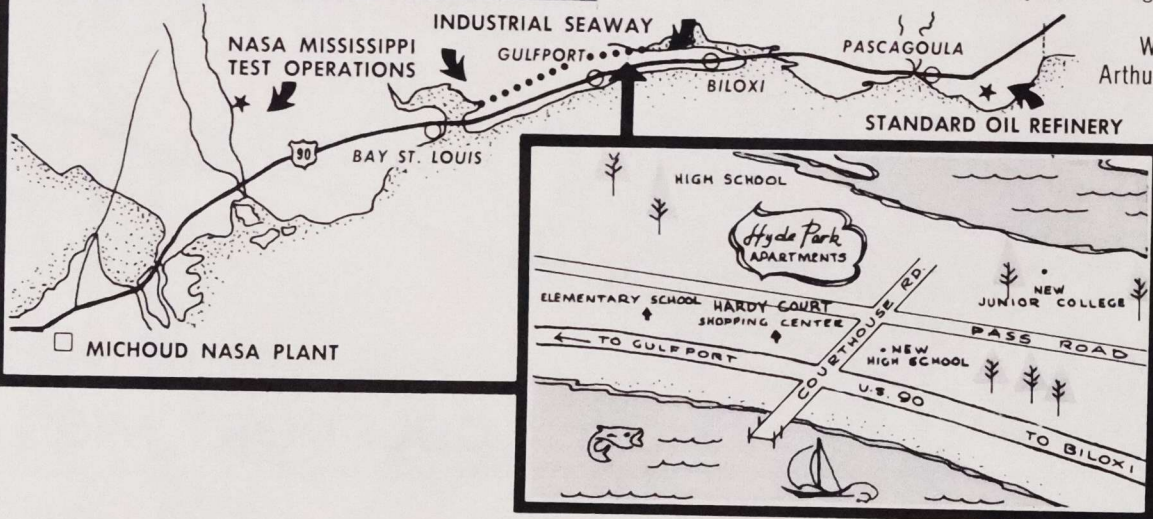 INDUSTRIAL SEAWAY
NASA MISSISSIPPI
TEST OPERATIONS
GULFPORT
PASCAGOULA
W
Arthu
BILOXI
STANDARD OIL REFINERY
90
BAY ST. LOUIS
MICHOUD NASA PLANT
HIGH SCHOOL
Hyde Park
APARTMENTS
NEW
JUNIOR COLLEGE
ELEMENTARY SCHOOL
HARDY COURT
SHOPPING CENTER
COURTHOUSE RD.
PASS ROAD
TO GULFPORT
NEW
HIGH SCHOOL
U.S. 90
TO BILOXI